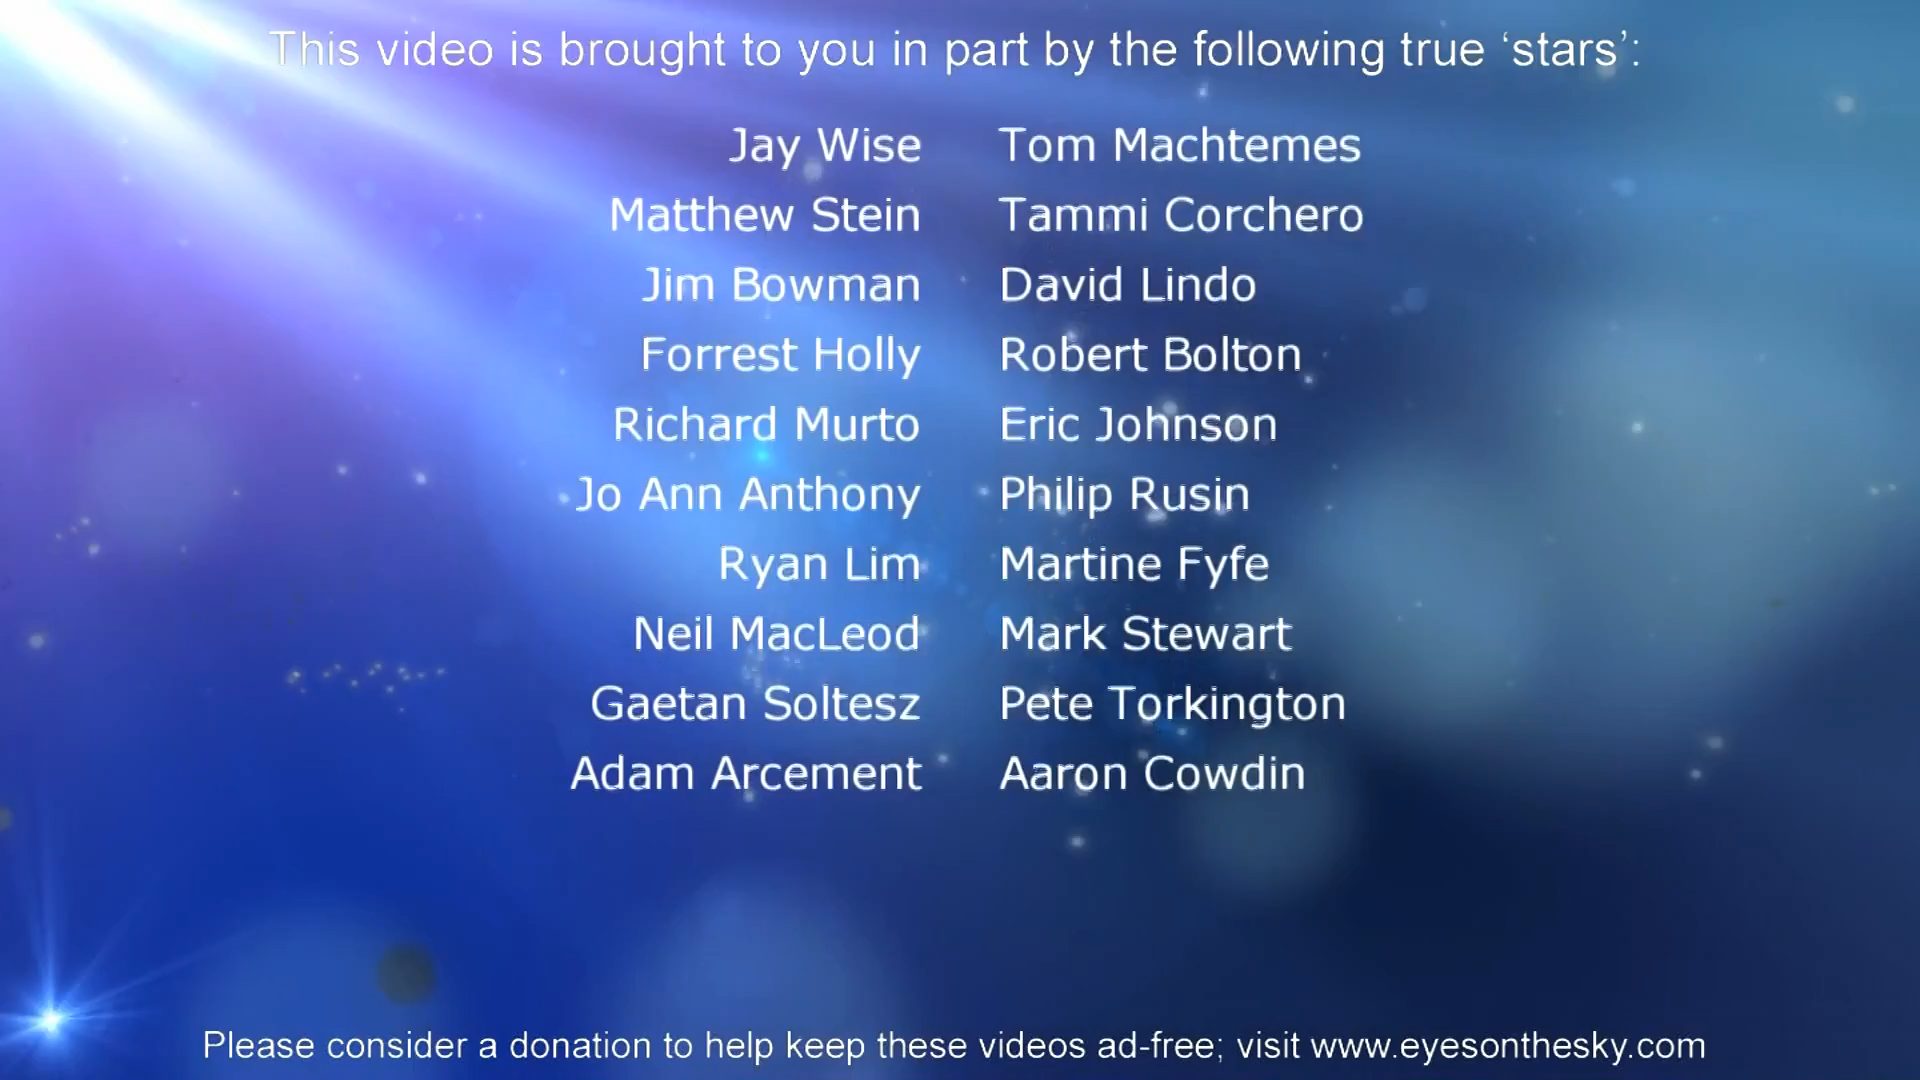 This video is brought to you in part by the following true ‘stars’:
Jay Wise Tom Machtemes
Matthew Stein Tammi Corchero
Jim Bowman David Lindo
Forrest Holly Robert Bolton
Richard Murto Eric Johnson
Jo Ann Anthony Philip Rusin
Ryan Lim Martine Fyfe
Neil MacLeod Mark Stewart
Gaetan Soltesz Pete Torkington
Adam Arcement Aaron Cowdin
Please consider a donation to help keep these videos ad-free; visit www.eyesonthesky.com